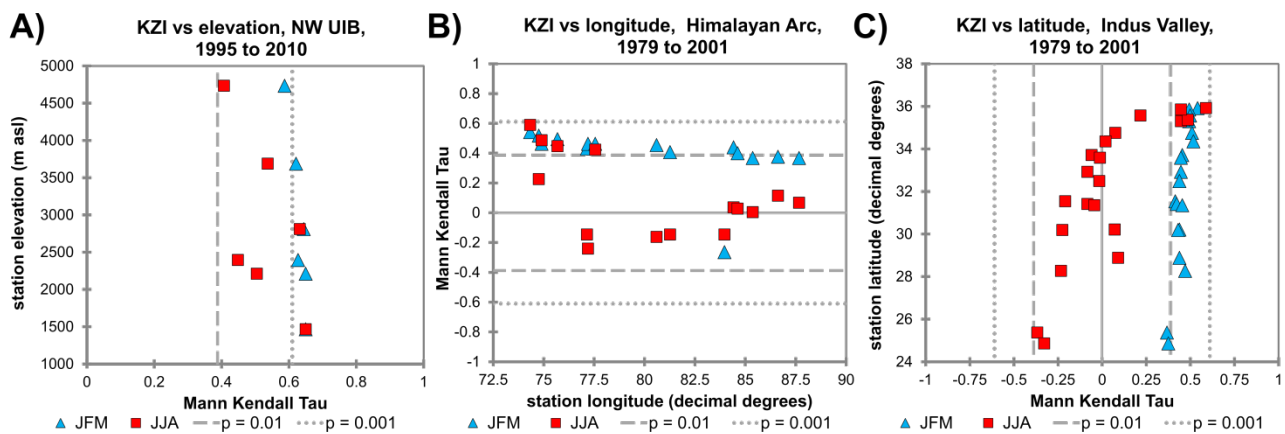 A)
KZI vs elevation, NW UIB,
1995 to 2010
5000
4500
4000
3500
3000
2500
2000
1500
1000
station elevation (m asl)
0
0.2
0.4
0.6
0.8
1
Mann Kendall Tau
JFM JJA p = 0.01 p = 0.001
B)
KZI vs longitude, Himalayan Arc,
1979 to 2001
1
0.8
0.6
0.4
0.2
0
-0.2
-0.4
-0.6
-0.8
-1
Mann Kendall Tau
72.5
75
77.5
80
82.5
85
87.5
90
station longitude (decimal degrees)
JFM JJA p = 0.01 p = 0.001
C)
KZI vs latitude, Indus Valley,
1979 to 2001
38
36
34
32
30
28
26
24
station latitude (decimal degrees)
-1
-0.75
-0.5
-0.25
0
0.25
0.5
0.75
1
Mann Kendall Tau
JFM JJA p = 0.01 p = 0.001